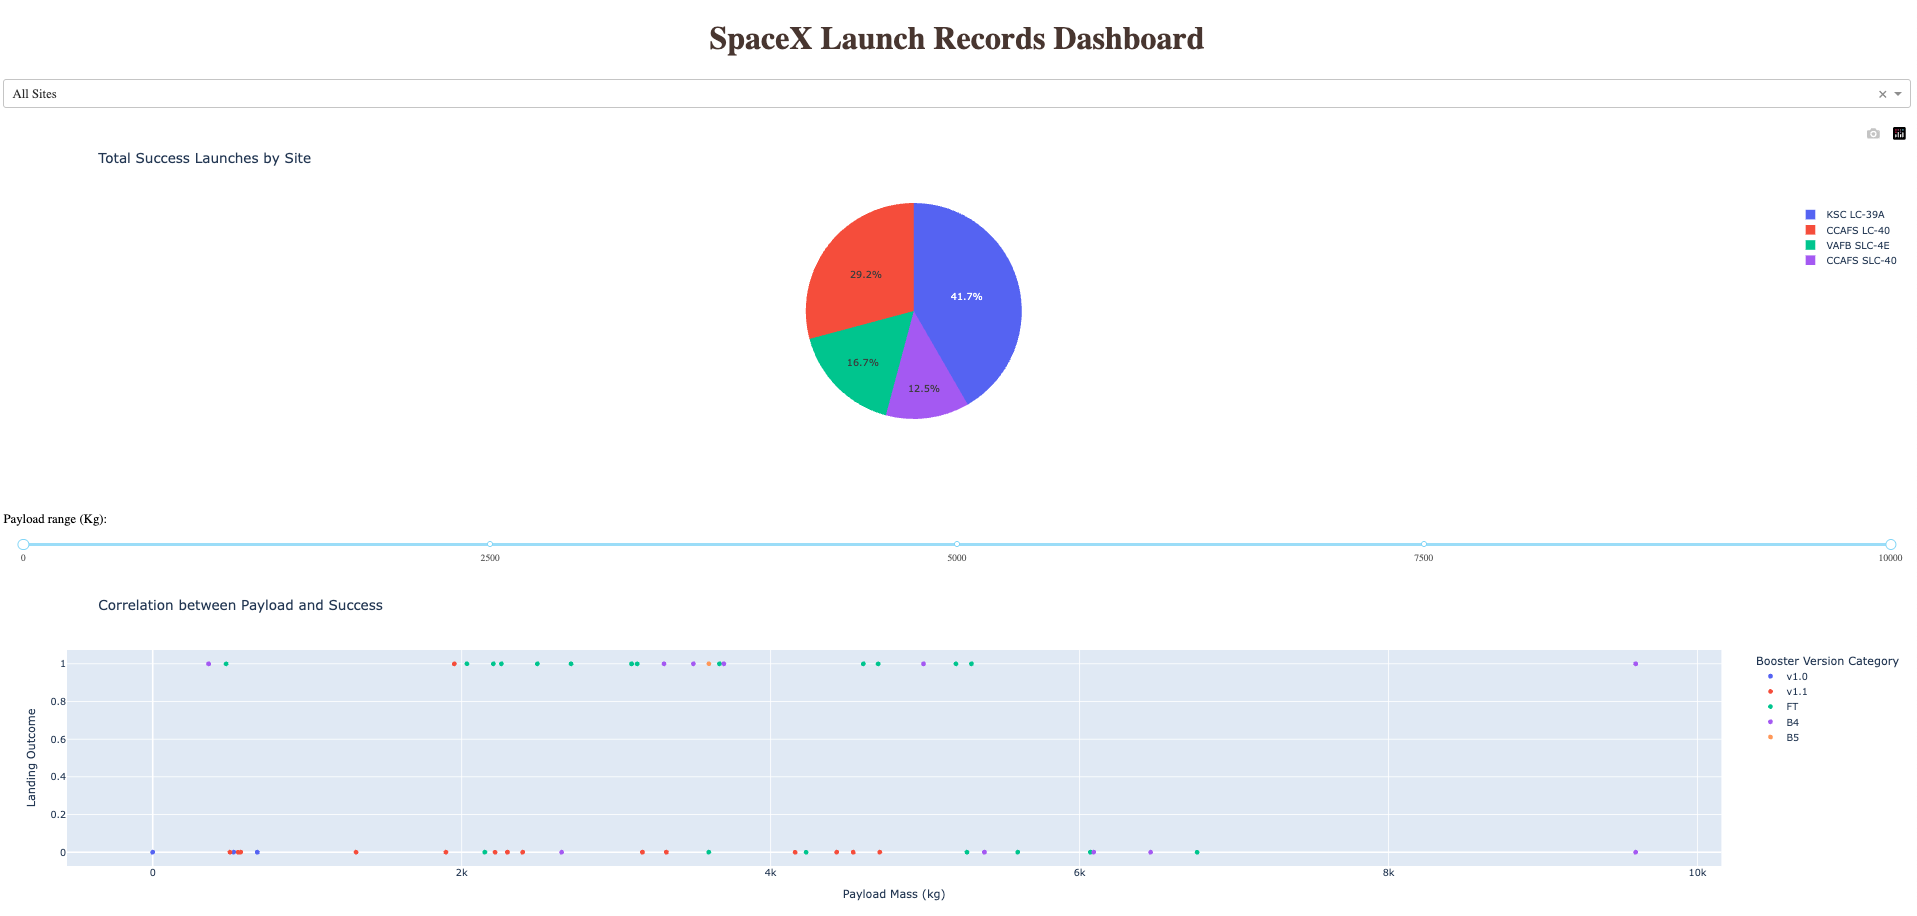 SpaceX Launch Records Dashboard
All Sites
Total Success Launches by Site
KSC LC-39A
CCAFS LC-40
VAFB SLC-4E
CCAFS SLC-40
29.2%
41.7%
16.7%
12.5%
Payload range (Kg):
0 2500 5000 7500 10000
Correlation between Payload and Success
Landing Outcome
1
0.8
0.6
0.4
0.2
0
0 2k 4k 6k 8k 10k
Payload Mass (kg)
Booster Version Category
v1.0
v1.1
FT
B4
B5